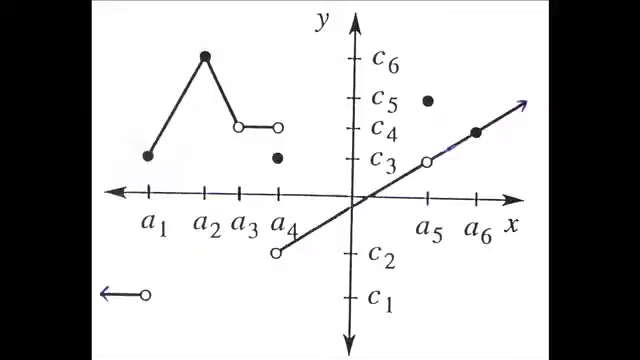 y
c₆
c₅
c₄
c₃
a₁ a₂ a₃ a₄ a₅ a₆ x
c₂
c₁